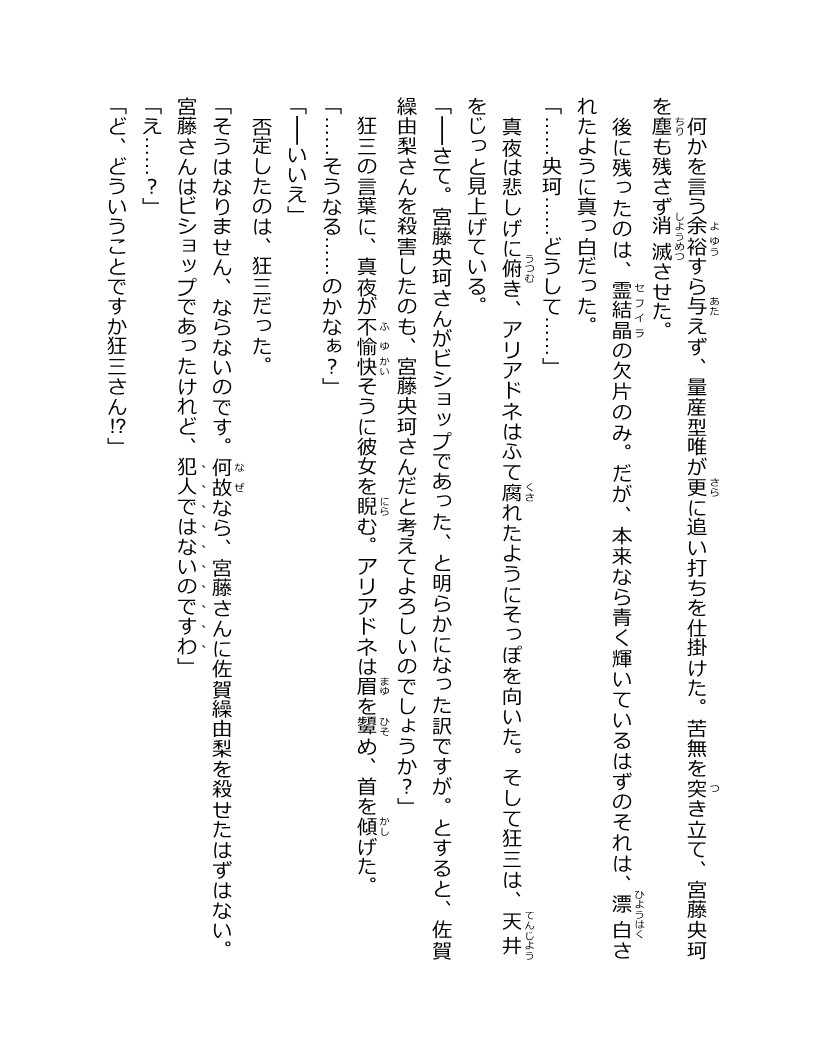 何かを言う余裕すら与えず、量産型唯が更に追い打ちを仕掛けた。苦無を突き立て、宮藤央珂
を塵も残さず消滅させた。
後に残ったのは、霊結晶の欠片のみ。だが、本来なら青く輝いているはずのそれは、漂白さ
れたように真っ白だった。
「……央珂……どうして……」
真夜は悲しげに俯き、アリアドネはふて腐れたようにそっぽを向いた。そして狂三は、天井
をじっと見上げている。
「──さて。宮藤央珂さんがビショップであった、と明らかになった訳ですが。とすると、佐賀
繰由梨さんを殺害したのも、宮藤央珂さんだと考えてよろしいのでしょうか？」
狂三の言葉に、真夜が不愉快そうに彼女を睨む。アリアドネは眉を顰め、首を傾げた。
「……そうなる……のかなぁ？」
「──いいえ」
否定したのは、狂三だった。
「そうはなりません、ならないのです。何故なら、宮藤さんに佐賀繰由梨を殺せたはずはない。
宮藤さんはビショップであったけれど、犯人ではないのですわ」
「え……？」
「ど、どういうことですか狂三さん!?」